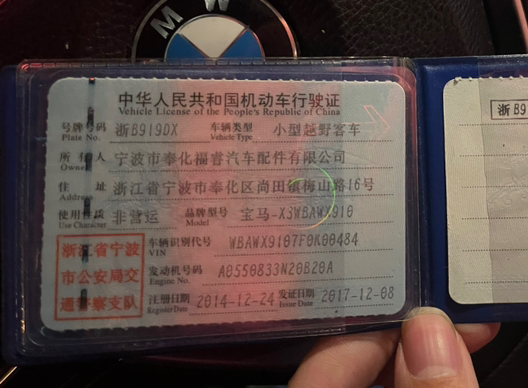 M W
中华人民共和国机动车行驶证
Vehicle License of the People's Republic of China
号牌号码 浙B919DX 车辆类型 小型越野客车
Plate No. Vehicle Type
所有人 宁波市奉化福睿汽车配件有限公司
Owner
住址 浙江省宁波市奉化区尚田镇梅山路16号
Address
使用性质 非营运 品牌型号 宝马-X3WBAWX910
Use Character Model
浙江省宁波
市公安局交
通警察支队
车辆识别代号 WBAWX9107F0K00484
VIN
发动机号码 A0550833N20B20A
Engine No.
注册日期 2014-12-24 发证日期 2017-12-08
Register Date Issue Date
浙B9